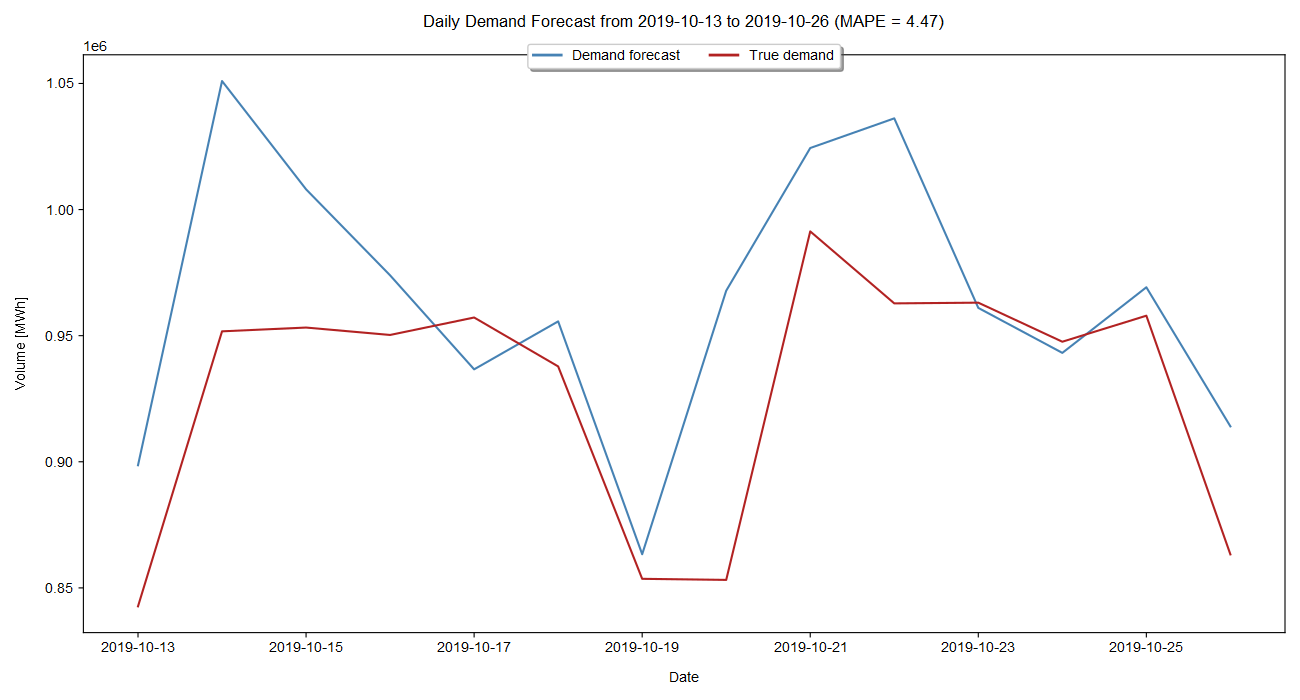 Daily Demand Forecast from 2019-10-13 to 2019-10-26 (MAPE = 4.47)
1e6
Demand forecast
True demand
1.05
1.00
0.95
0.90
0.85
Volume [MWh]
2019-10-13
2019-10-15
2019-10-17
2019-10-19
2019-10-21
2019-10-23
2019-10-25
Date